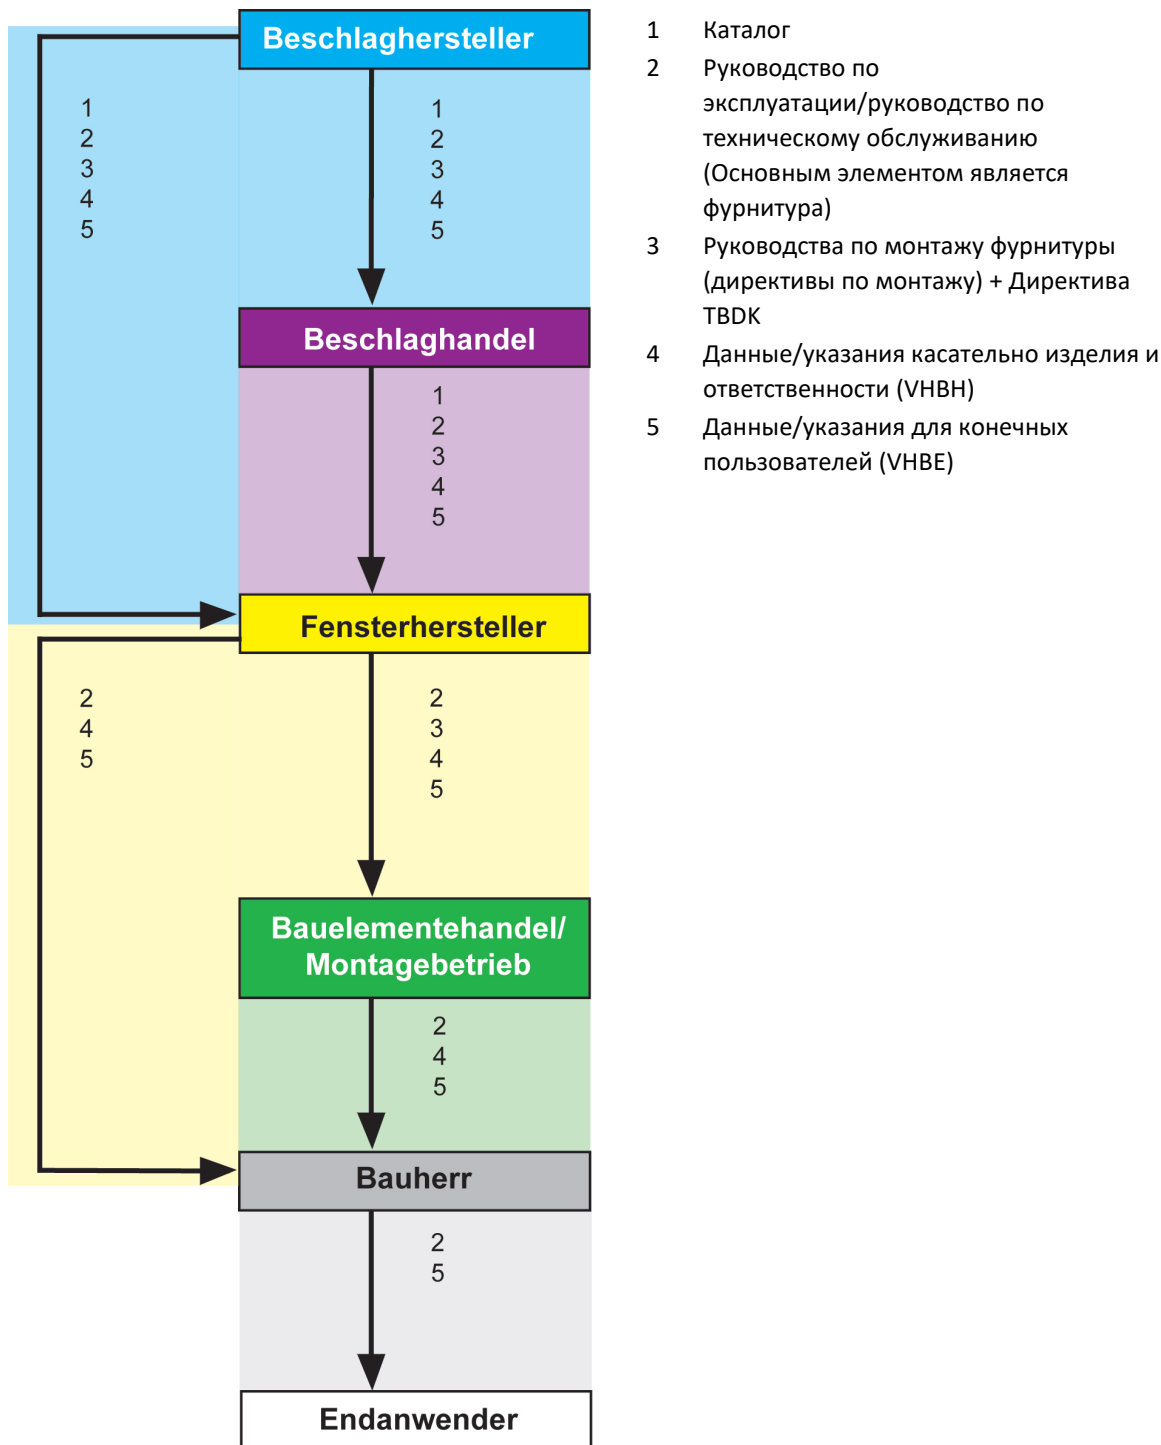 Beschlaghersteller
1
2
3
4
5
1
2
3
4
5
Beschlaghandel
1
2
3
4
5
Fensterhersteller
2
4
5
2
3
4
5
Bauelementehandel/
Montagebetrieb
2
4
5
Bauherr
2
5
Endanwender
1 Каталог
2 Руководство по
эксплуатации/руководство по
техническому обслуживанию
(Основным элементом является
фурнитура)
3 Руководства по монтажу фурнитуры
(директивы по монтажу) + Директива
TBDK
4 Данные/указания касательно изделия и
ответственности (VHBH)
5 Данные/указания для конечных
пользователей (VHBE)